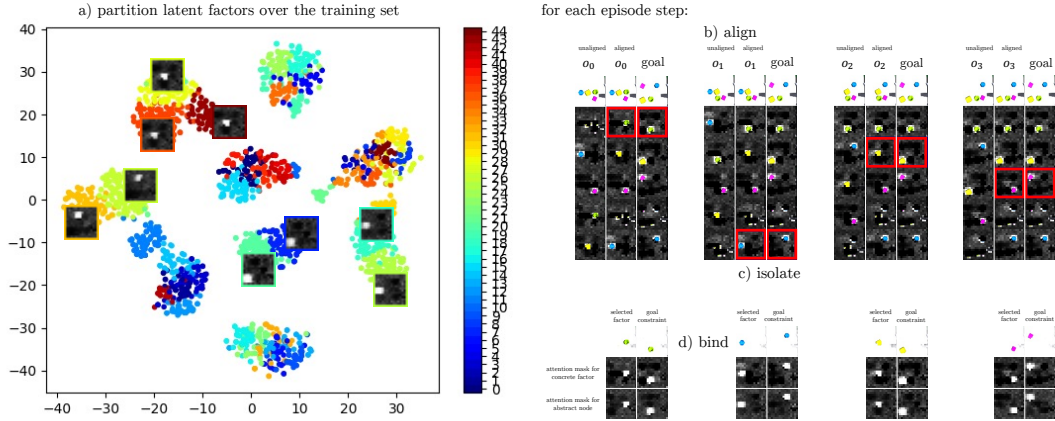 a) partition latent factors over the training set
40
30
20
10
0
−10
−20
−30
−40
−40
−30
−20
−10
0
10
20
30
44
43
42
41
40
39
38
37
36
35
34
33
32
31
30
29
28
27
26
25
24
23
22
21
20
19
18
17
16
15
14
13
12
11
10
9
8
7
6
5
4
3
2
1
0
for each episode step:
b) align
unaligned aligned
o0 o0 goal
unaligned aligned
o1 o1 goal
unaligned aligned
o2 o2 goal
unaligned aligned
o3 o3 goal
c) isolate
selected factor
goal constraint
selected factor
goal constraint
selected factor
goal constraint
selected factor
goal constraint
d) bind
attention mask for
concrete factor
attention mask for
abstract node